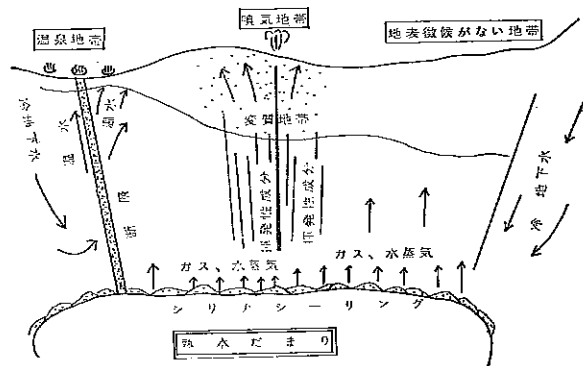 温泉地帯
噴気地帯
地表徴候がない地帯
冷地下水
温水
温水
断層
変質地帯
揮発性成分
揮発性成分
冷地下水
ガス、水蒸気
ガス、水蒸気
シリカシーリング
熱水だまり